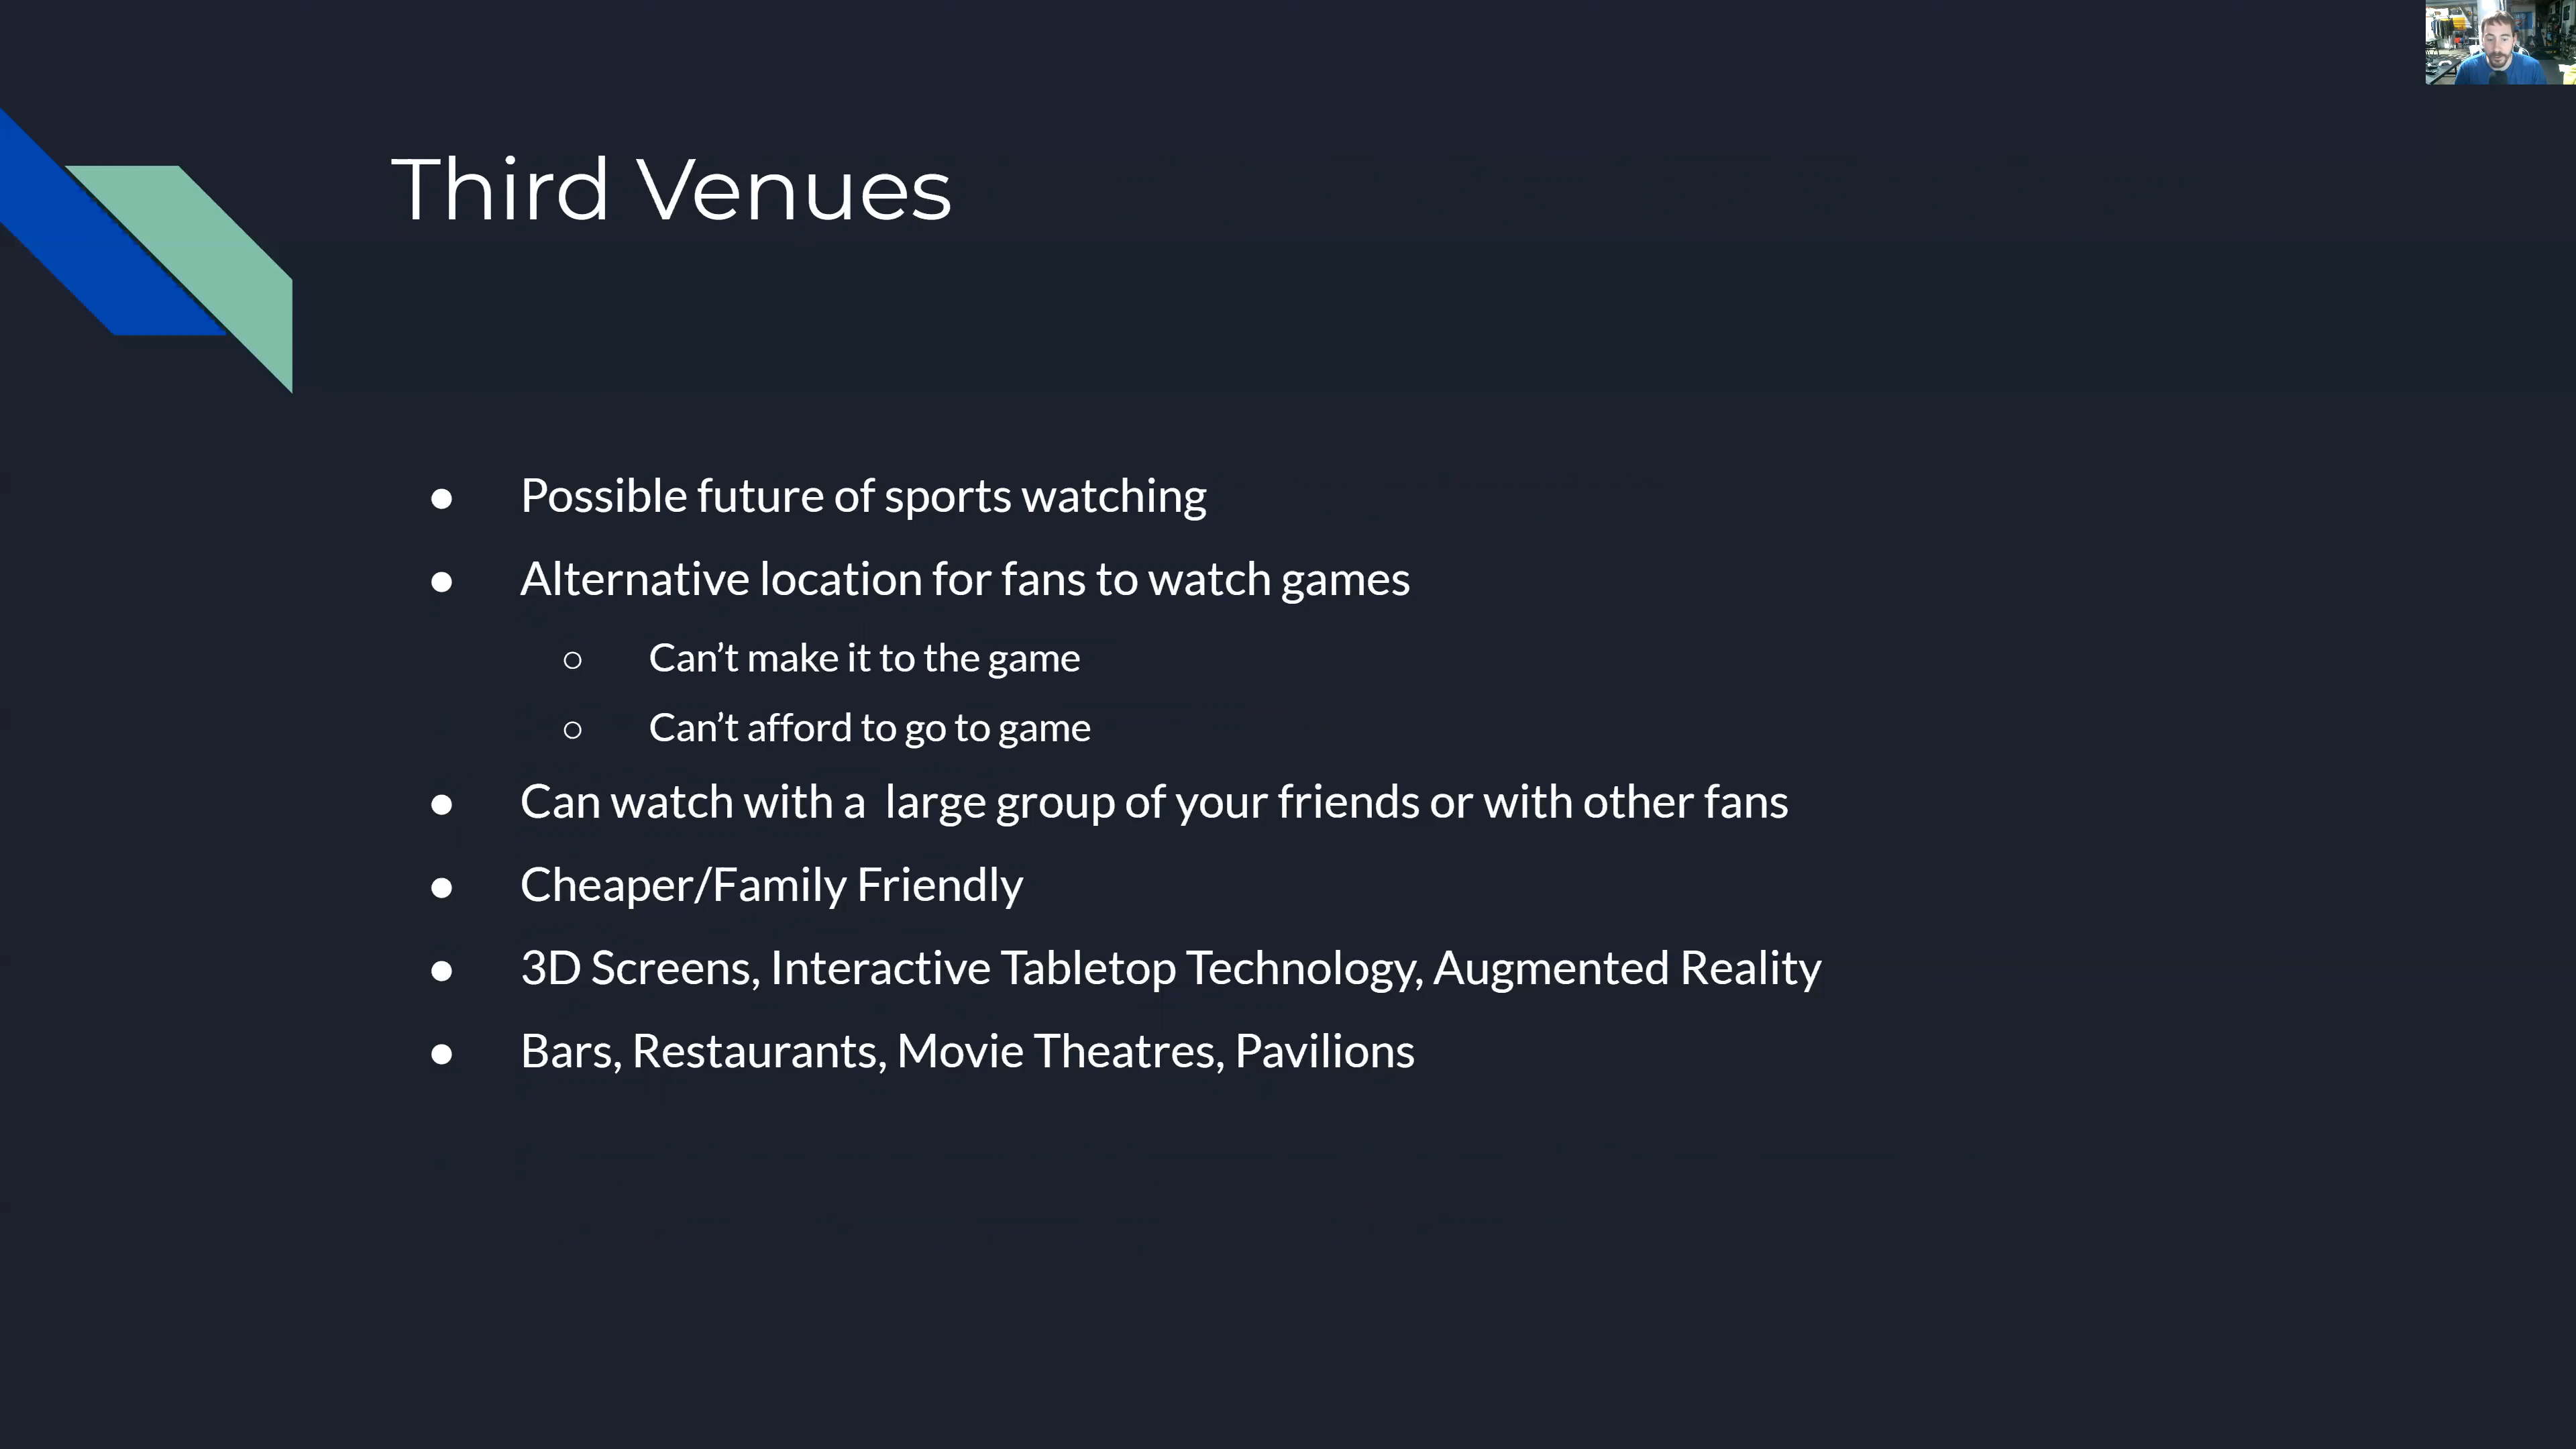 Third Venues
● Possible future of sports watching
● Alternative location for fans to watch games
○ Can’t make it to the game
○ Can’t afford to go to game
● Can watch with a  large group of your friends or with other fans
● Cheaper/Family Friendly
● 3D Screens, Interactive Tabletop Technology, Augmented Reality
● Bars, Restaurants, Movie Theatres, Pavilions